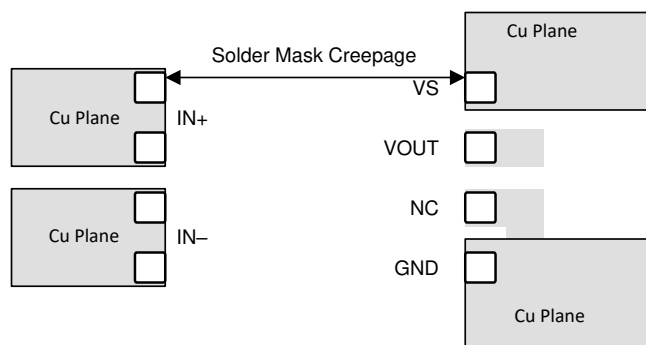 Cu Plane
Solder Mask Creepage
VS
Cu Plane
IN+
VOUT
NC
Cu Plane
IN–
GND
Cu Plane